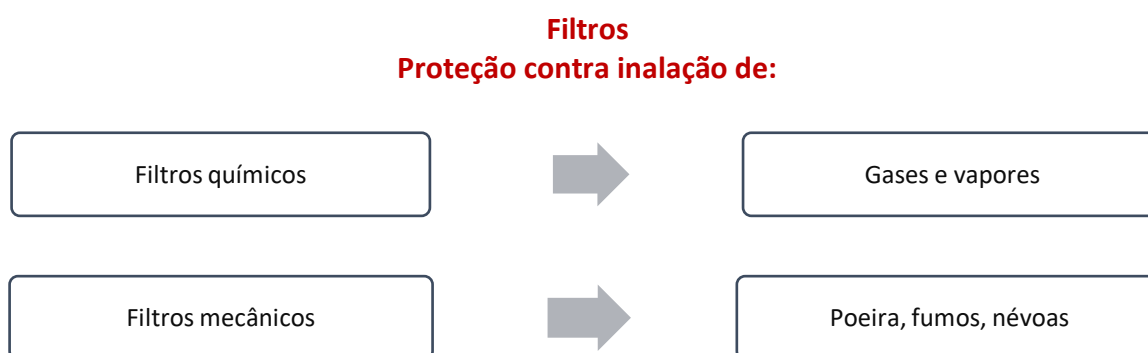 Filtros
Proteção contra inalação de:
Filtros químicos
Gases e vapores
Filtros mecânicos
Poeira, fumos, névoas